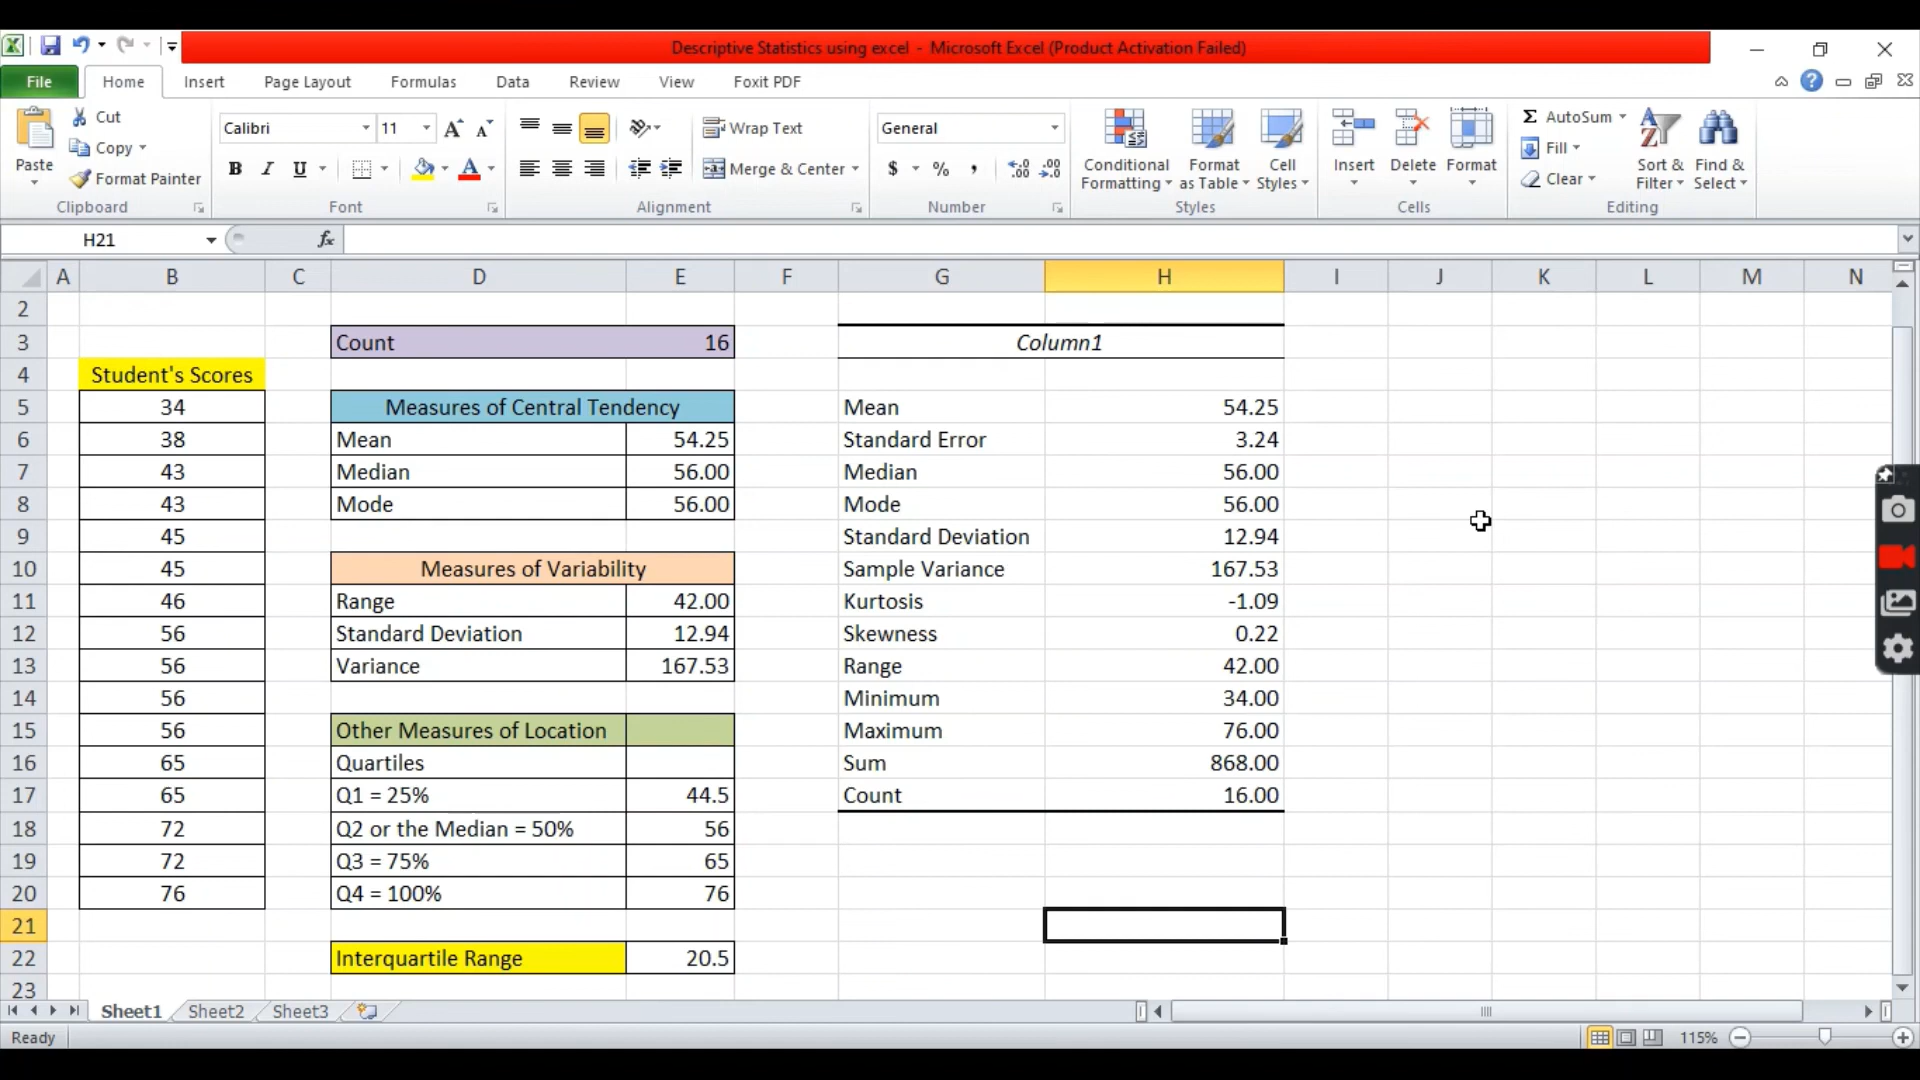 Descriptive Statistics using excel - Microsoft Excel (Product Activation Failed)
File Home Insert Page Layout Formulas Data Review View Foxit PDF
Paste
Cut
Copy
Format Painter
Clipboard
Calibri 11
B I U
Font
Wrap Text
Merge & Center
Alignment
General
$ % ,
Number
Conditional Formatting
Format as Table
Cell Styles
Styles
Insert Delete Format
Cells
Σ AutoSum
Fill
Clear
Sort & Filter
Find & Select
Editing
H21 fx
A B C D E F G H I J K L M N
2
3 Count 16 Column1
4 Student's Scores
5 34 Measures of Central Tendency Mean 54.25
6 38 Mean 54.25 Standard Error 3.24
7 43 Median 56.00 Median 56.00
8 43 Mode 56.00 Mode 56.00
9 45 Standard Deviation 12.94
10 45 Measures of Variability Sample Variance 167.53
11 46 Range 42.00 Kurtosis -1.09
12 56 Standard Deviation 12.94 Skewness 0.22
13 56 Variance 167.53 Range 42.00
14 56 Minimum 34.00
15 56 Other Measures of Location Maximum 76.00
16 65 Quartiles Sum 868.00
17 65 Q1 = 25% 44.5 Count 16.00
18 72 Q2 or the Median = 50% 56
19 72 Q3 = 75% 65
20 76 Q4 = 100% 76
21
22 Interquartile Range 20.5
23
Sheet1 Sheet2 Sheet3
Ready 115%